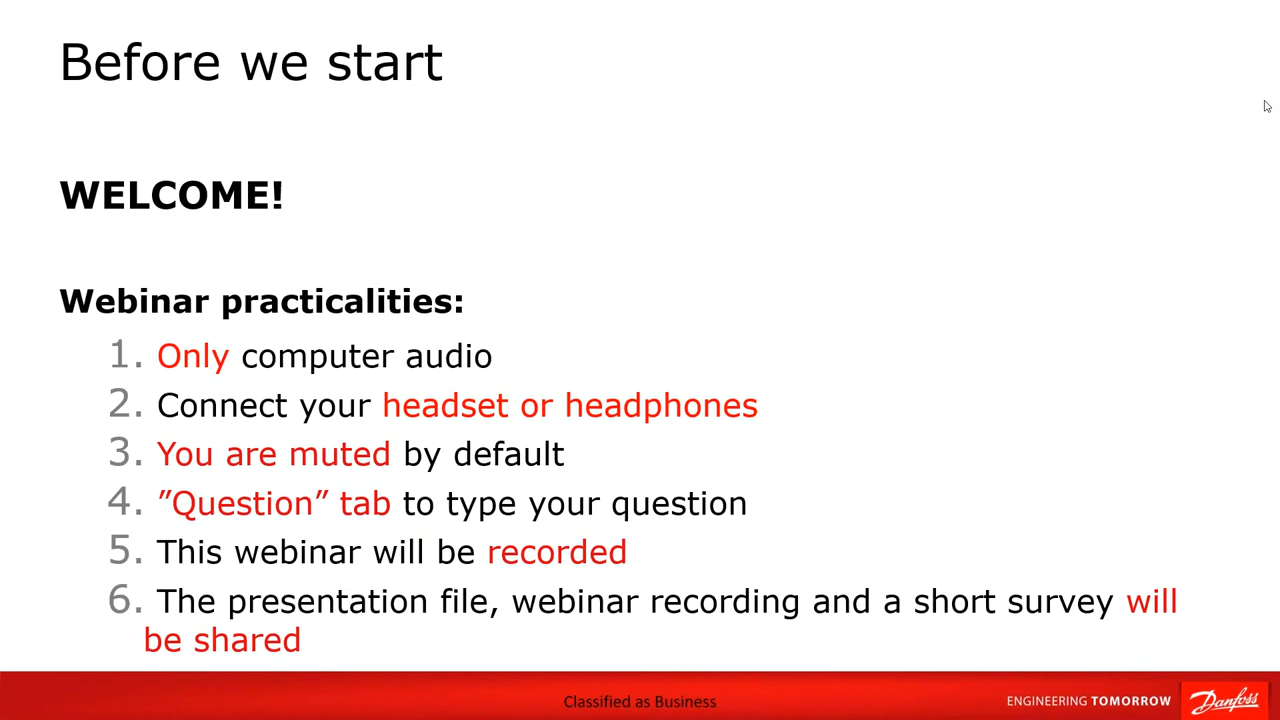 Before we start
WELCOME!
Webinar practicalities:
1. Only computer audio
2. Connect your headset or headphones
3. You are muted by default
4. ”Question” tab to type your question
5. This webinar will be recorded
6. The presentation file, webinar recording and a short survey will
be shared
Classified as Business
ENGINEERING TOMORROW
Danfoss